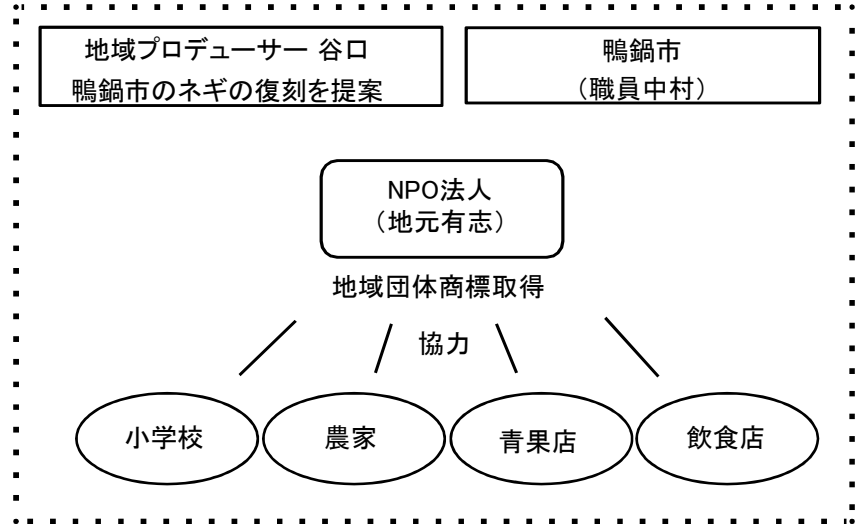 地域プロデューサー 谷口
鴨鍋市のネギの復刻を提案
鴨鍋市
（職員中村）
NPO法人
（地元有志）
地域団体商標取得
協力
小学校
農家
青果店
飲食店